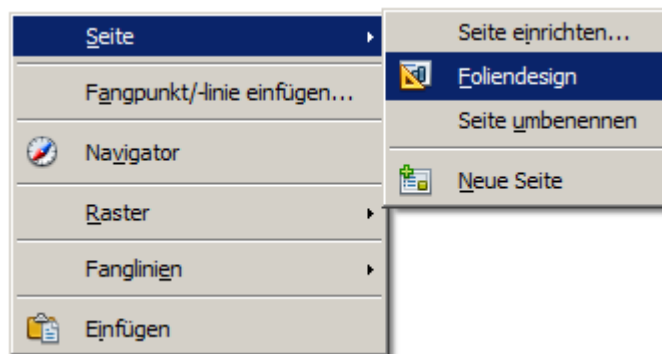 Seite
Fangpunkt/-linie einfügen...
Navigator
Raster
Fanglinien
Einfügen
Seite einrichten...
Foliendesign
Seite umbenennen
Neue Seite